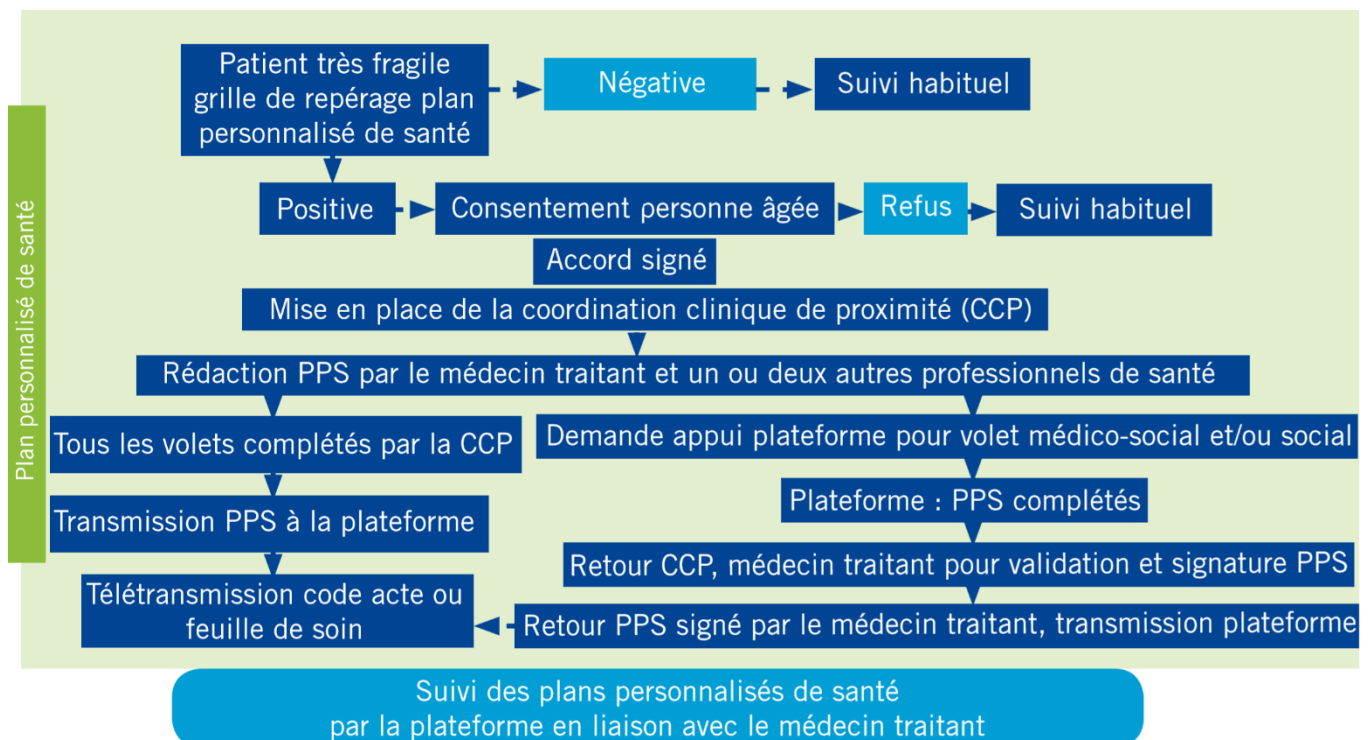 Patient très fragile
grille de repérage plan
personnalisé de santé
Négative
Suivi habituel
Positive
Consentement personne âgée
Refus
Suivi habituel
Accord signé
Mise en place de la coordination clinique de proximité (CCP)
Rédaction PPS par le médecin traitant et un ou deux autres professionnels de santé
Tous les volets complétés par la CCP
Demande appui plateforme pour volet médico-social et/ou social
Plateforme : PPS complétés
Transmission PPS à la plateforme
Retour CCP, médecin traitant pour validation et signature PPS
Télétransmission code acte ou
feuille de soin
Retour PPS signé par le médecin traitant, transmission plateforme
Plan personnalisé de santé
Suivi des plans personnalisés de santé
par la plateforme en liaison avec le médecin traitant